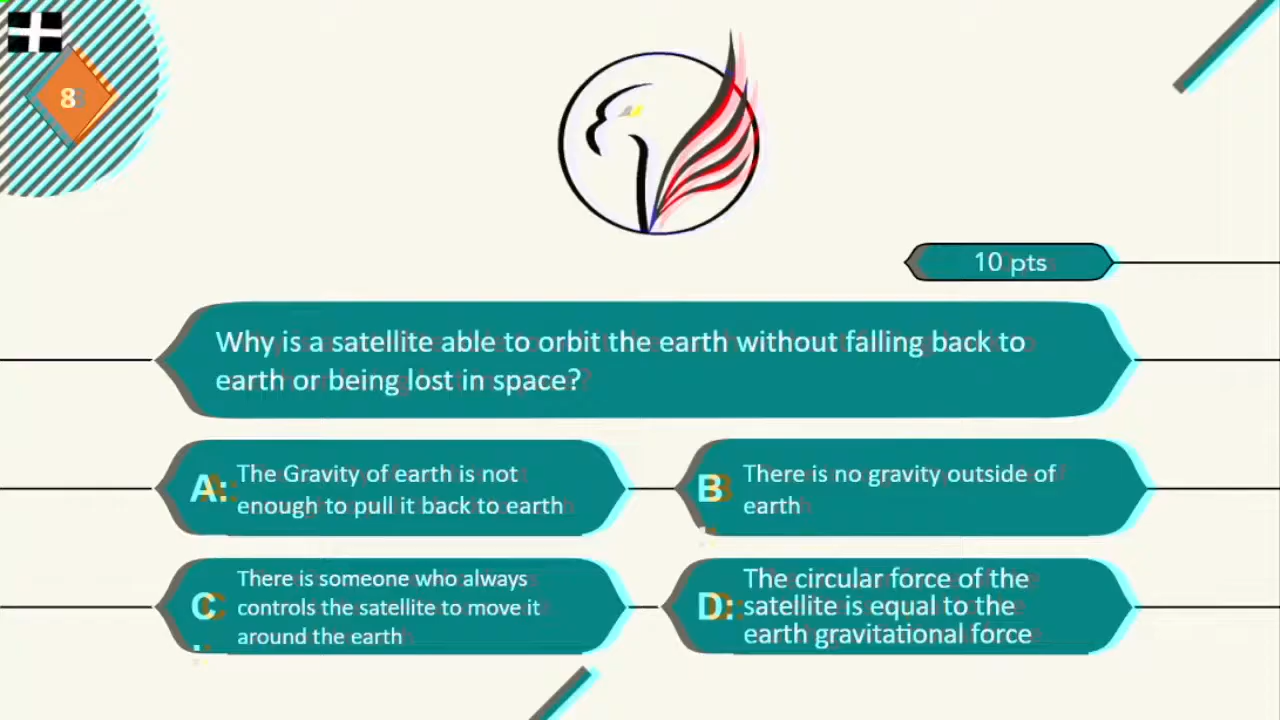 8
10 pts
Why is a satellite able to orbit the earth without falling back to
earth or being lost in space?
A: The Gravity of earth is not
enough to pull it back to earth
B: There is no gravity outside of
earth
C: There is someone who always
controls the satellite to move it
around the earth
D: The circular force of the
satellite is equal to the
earth gravitational force